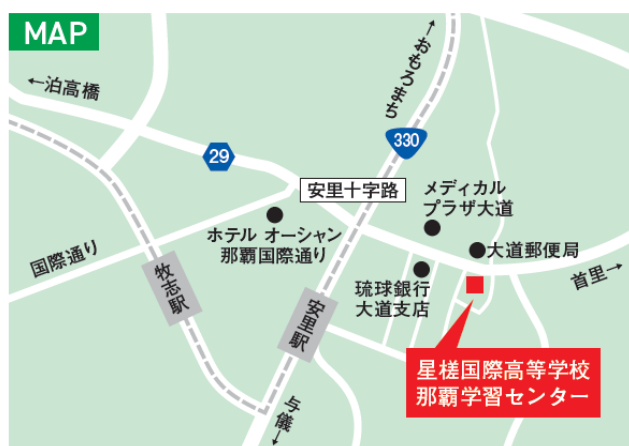 MAP
←泊高橋
→おもろまち
29
330
安里十字路
メディカル
プラザ大道
ホテル オーシャン
那覇国際通り
大道郵便局
国際通り
牧志駅
琉球銀行
大道支店
首里→
安里駅
星槎国際高等学校
那覇学習センター
与儀→